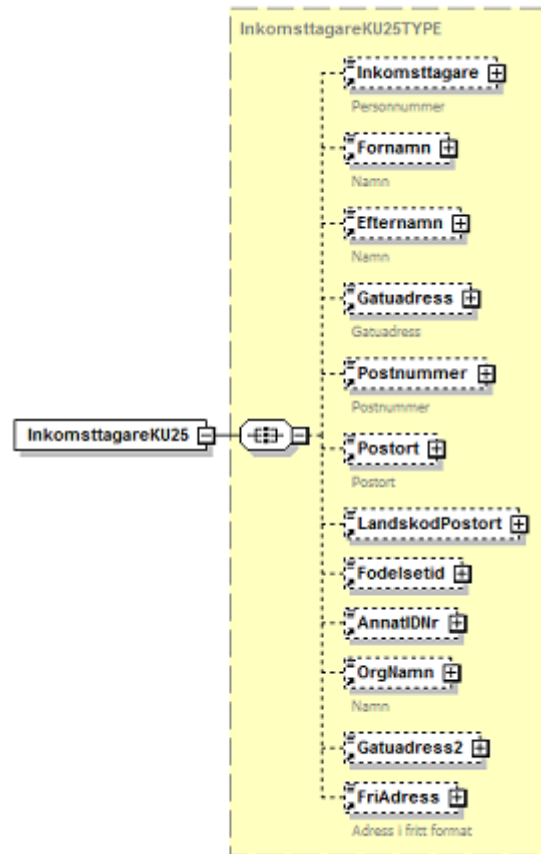 InkomsttagareKU25TYPE
Inkomsttagare
Personnummer
Fornamn
Namn
Efternamn
Namn
Gatuadress
Gatuadress
Postnummer
Postnummer
InkomsttagareKU25
Postort
Postort
LandskodPostort
Fodelsetid
AnnatIDNr
OrgNamn
Namn
Gatuadress2
FriAdress
Adress i fritt format